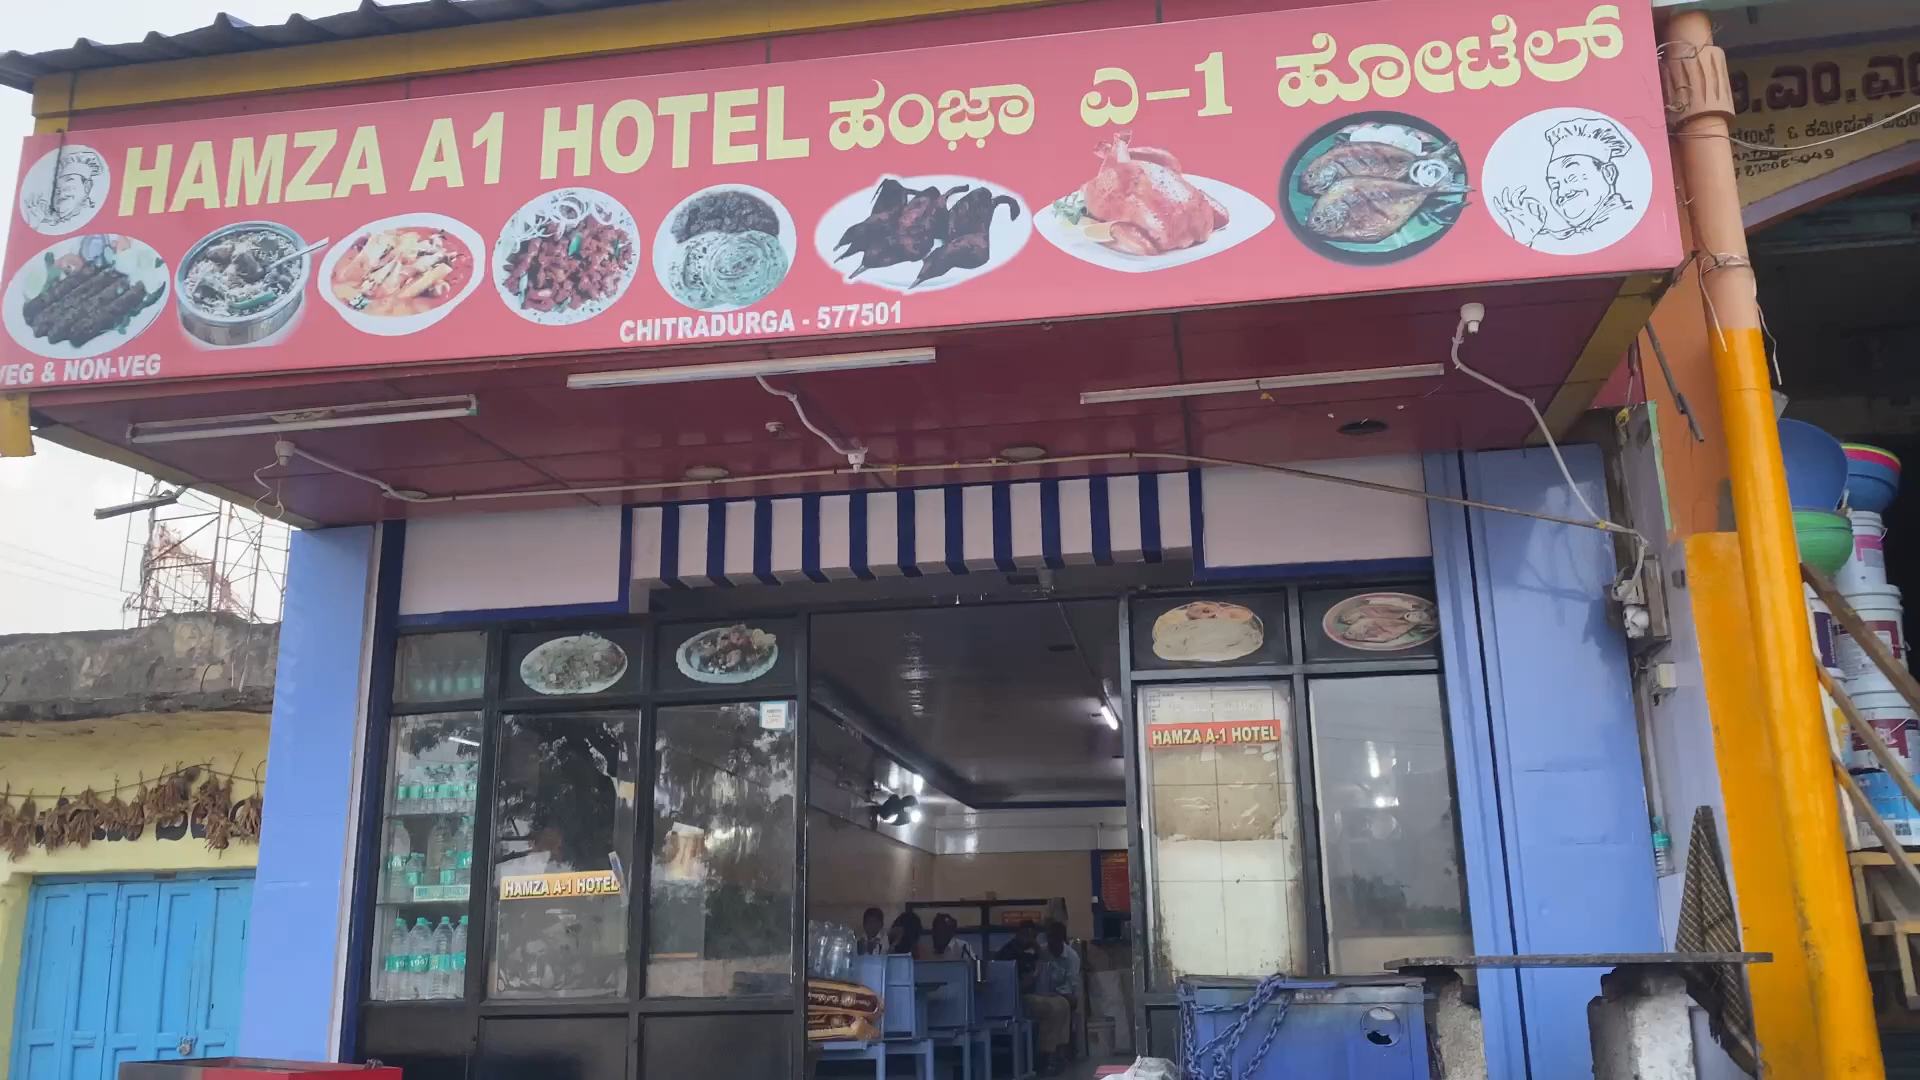 HAMZA A1 HOTEL ಹಂಜಾ಼ ಎ-1 ಹೋಟೆಲ್
CHITRADURGA - 577501
VEG & NON-VEG
HAMZA A-1 HOTEL
HAMZA A-1 HOTEL